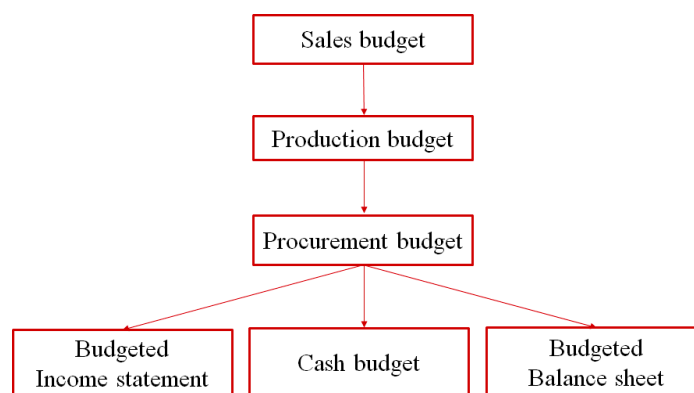 Sales budget
Production budget
Procurement budget
Budgeted
Income statement
Cash budget
Budgeted
Balance sheet